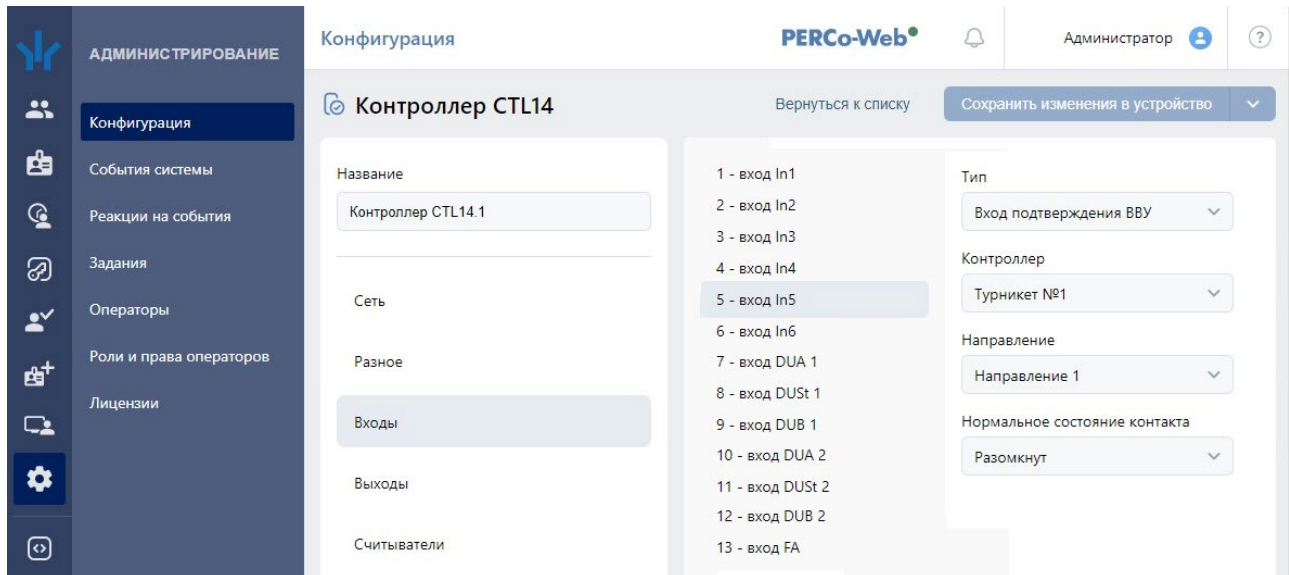 АДМИНИСТРИРОВАНИЕ
Конфигурация
События системы
Реакции на события
Задания
Операторы
Роли и права операторов
Лицензии
Конфигурация
PERCo-Web
Администратор
?
Контроллер CTL14
Вернуться к списку
Сохранить изменения в устройство
Название
Контроллер CTL14.1
Сеть
Разное
Входы
Выходы
Считыватели
1 - вход In1
2 - вход In2
3 - вход In3
4 - вход In4
5 - вход In5
6 - вход In6
7 - вход DUA 1
8 - вход DUSt 1
9 - вход DUB 1
10 - вход DUA 2
11 - вход DUSt 2
12 - вход DUB 2
13 - вход FA
Тип
Вход подтверждения ВВУ
Контроллер
Турникет №1
Направление
Направление 1
Нормальное состояние контакта
Разомкнут